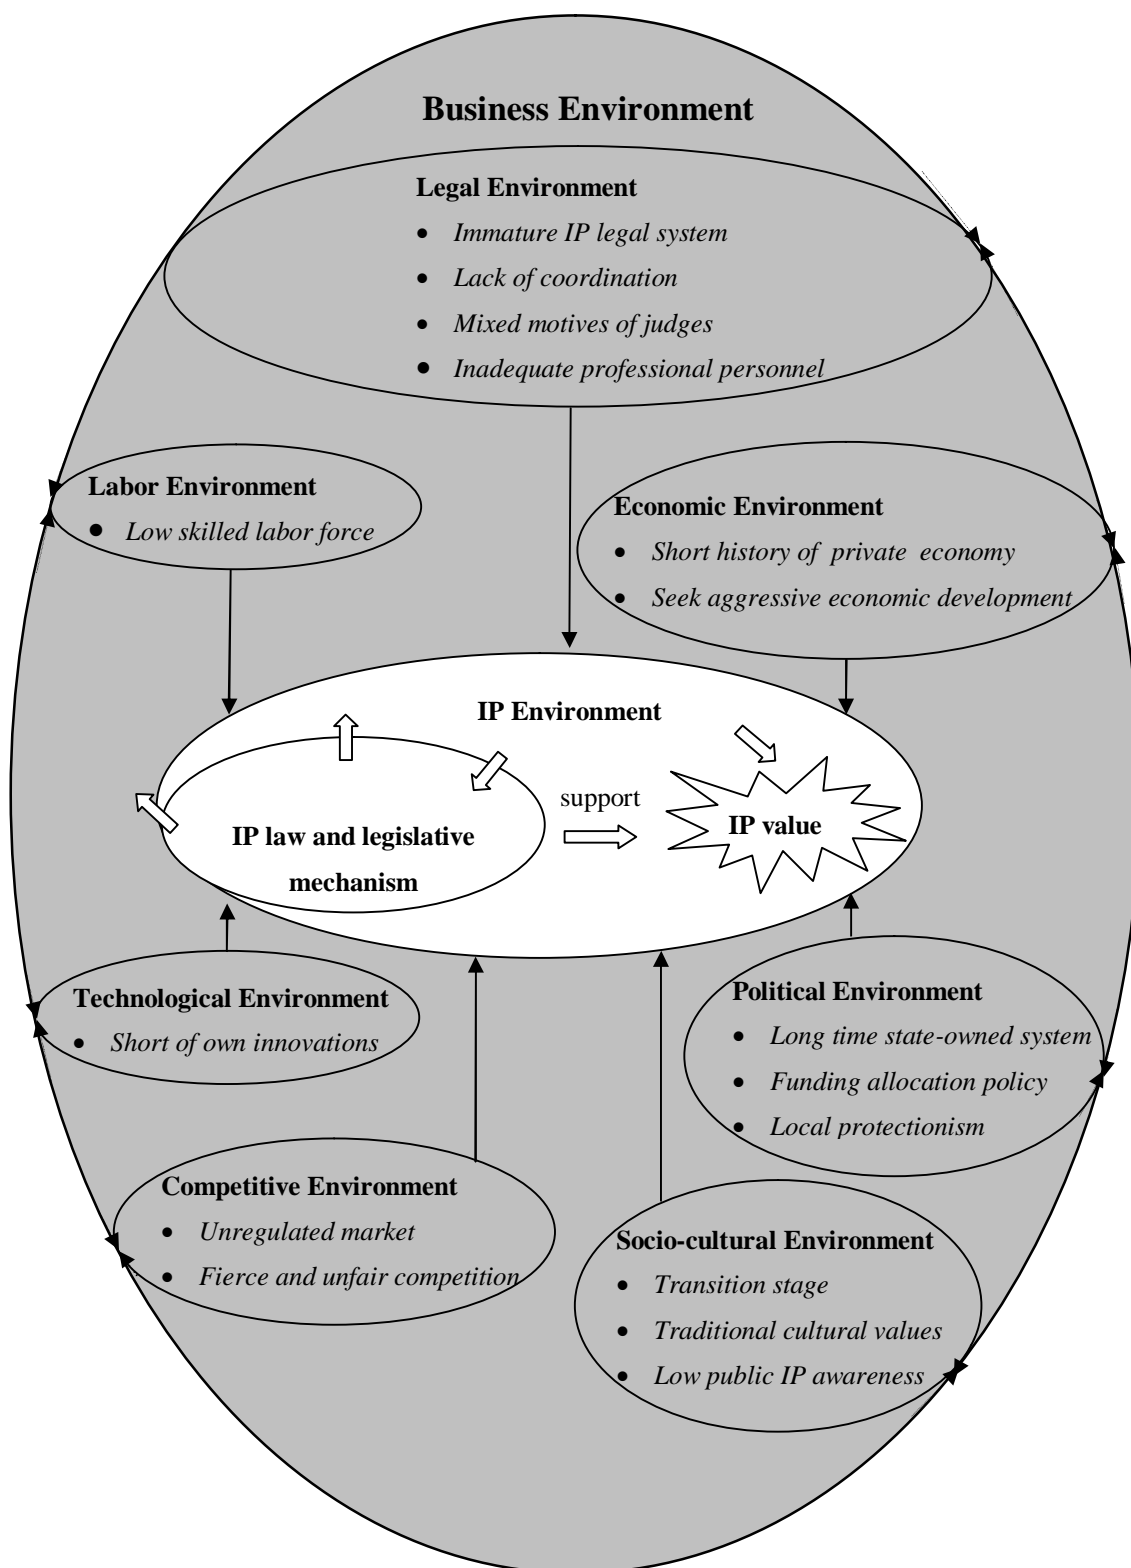 Business Environment
Legal Environment
• Immature IP legal system
• Lack of coordination
• Mixed motives of judges
• Inadequate professional personnel
Labor Environment
• Low skilled labor force
Economic Environment
• Short history of private economy
• Seek aggressive economic development
IP Environment
support
IP value
IP law and legislative
mechanism
Technological Environment
• Short of own innovations
Political Environment
• Long time state-owned system
• Funding allocation policy
• Local protectionism
Competitive Environment
• Unregulated market
• Fierce and unfair competition
Socio-cultural Environment
• Transition stage
• Traditional cultural values
• Low public IP awareness